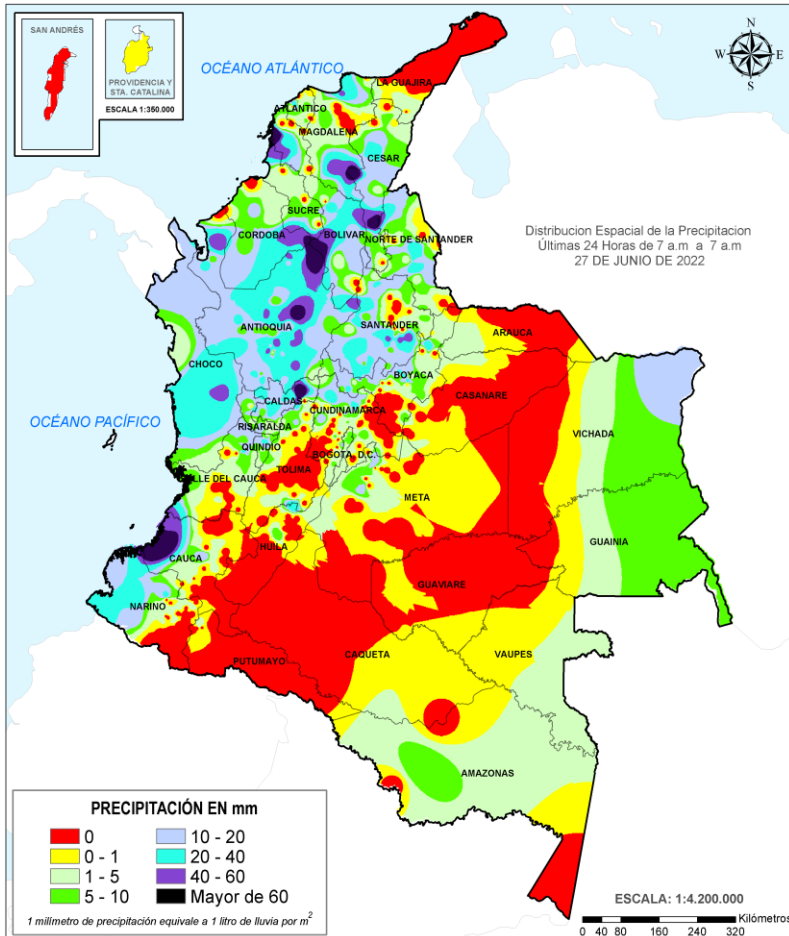 SAN ANDRÉS
PROVIDENCIA Y
STA. CATALINA
ESCALA 1:350.000
N
W
E
S
OCÉANO ATLÁNTICO
LA GUAJIRA
ATLANTICO
MAGDALENA
CESAR
SUCRE
CORDOBA
BOLIVAR
NORTE DE SANTANDER
Distribucion Espacial de la Precipitacion
Últimas 24 Horas de 7 a.m a 7 a.m
27 DE JUNIO DE 2022
ANTIOQUIA
SANTANDER
ARAUCA
CHOCO
BOYACA
CASANARE
CALDAS
CUNDINAMARCA
OCÉANO PACÍFICO
RISARALDA
VICHADA
QUINDIO
BOGOTA, D.C.
TOLIMA
VALLE DEL CAUCA
META
GUAINIA
HUILA
CAUCA
GUAVIARE
NARIÑO
VAUPES
CAQUETA
PUTUMAYO
AMAZONAS
PRECIPITACIÓN EN mm
0
10 - 20
0 - 1
20 - 40
1 - 5
40 - 60
5 - 10
Mayor de 60
1 milímetro de precipitación equivale a 1 litro de lluvia por m²
ESCALA: 1:4.200.000
Kilómetros
0 40 80 160 240 320